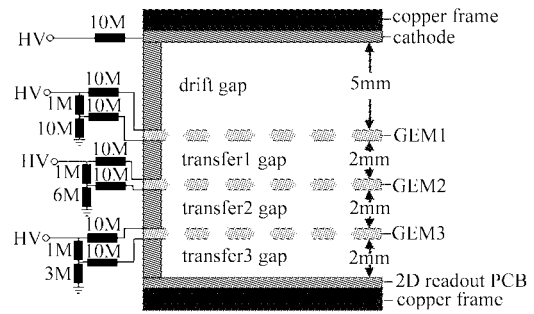 10M copper frame
HV cathode
10M
drift gap 5mm
HV
1M 10M
10M GEM1
HV 10M transfer1 gap 2mm
1M 10M GEM2
6M transfer2 gap 2mm
10M
HV GEM3
1M 10M transfer3 gap 2mm
3M
2D readout PCB
copper frame